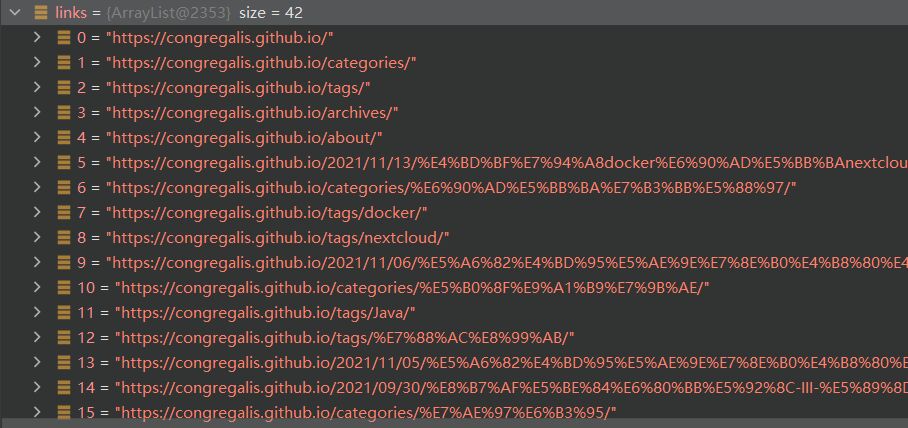 links = {ArrayList@2353} size = 42
0 = "https://congregalis.github.io/"
1 = "https://congregalis.github.io/categories/"
2 = "https://congregalis.github.io/tags/"
3 = "https://congregalis.github.io/archives/"
4 = "https://congregalis.github.io/about/"
5 = "https://congregalis.github.io/2021/11/13/%E4%BD%BF%E7%94%A8docker%E6%90%AD%E5%BB%BAnextclou
6 = "https://congregalis.github.io/categories/%E6%90%AD%E5%BB%BA%E7%B3%BB%E5%88%97/"
7 = "https://congregalis.github.io/tags/docker/"
8 = "https://congregalis.github.io/tags/nextcloud/"
9 = "https://congregalis.github.io/2021/11/06/%E5%A6%82%E4%BD%95%E5%AE%9E%E7%8E%B0%E4%B8%80%E4
10 = "https://congregalis.github.io/categories/%E5%B0%8F%E9%A1%B9%E7%9B%AE/"
11 = "https://congregalis.github.io/tags/Java/"
12 = "https://congregalis.github.io/tags/%E7%88%AC%E8%99%AB/"
13 = "https://congregalis.github.io/2021/11/05/%E5%A6%82%E4%BD%95%E5%AE%9E%E7%8E%B0%E4%B8%80%E
14 = "https://congregalis.github.io/2021/09/30/%E8%B7%AF%E5%BE%84%E6%80%BB%E5%92%8C-III-%E5%89%8D
15 = "https://congregalis.github.io/categories/%E7%AE%97%E6%B3%95/"